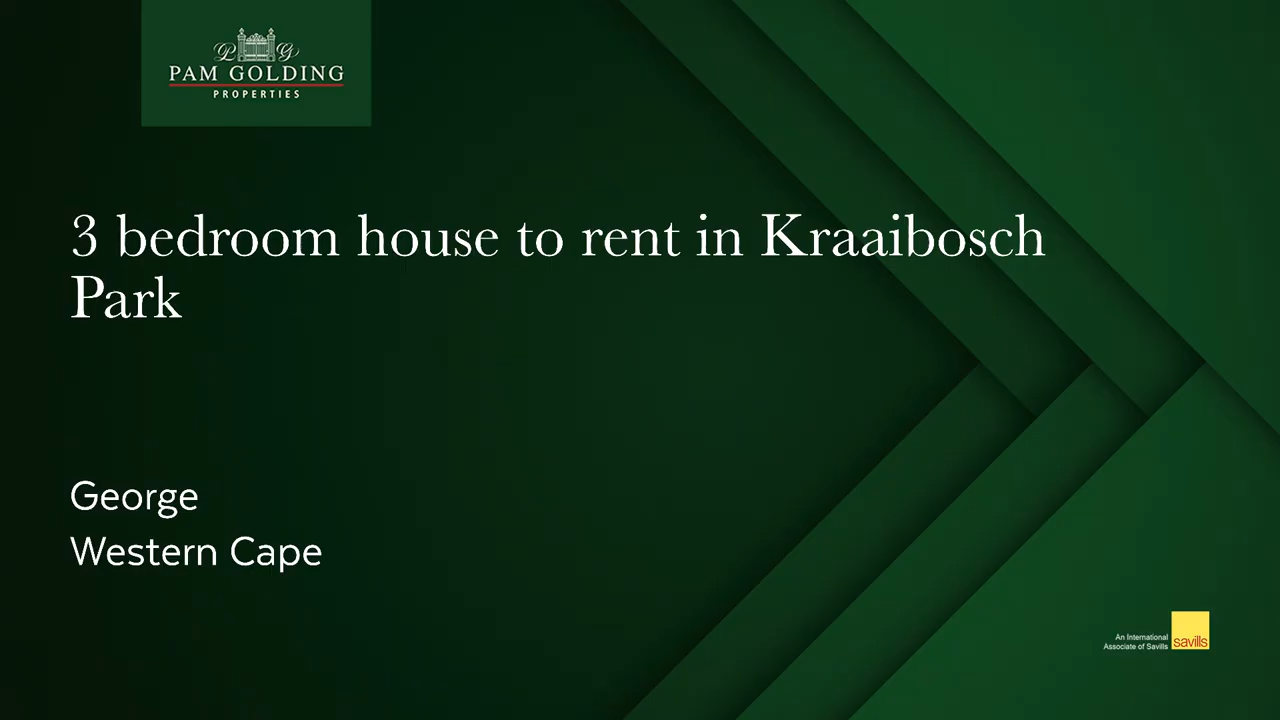 P G
PAM GOLDING
PROPERTIES
3 bedroom house to rent in Kraaibosch
Park
George
Western Cape
An International
Associate of Savills
savills